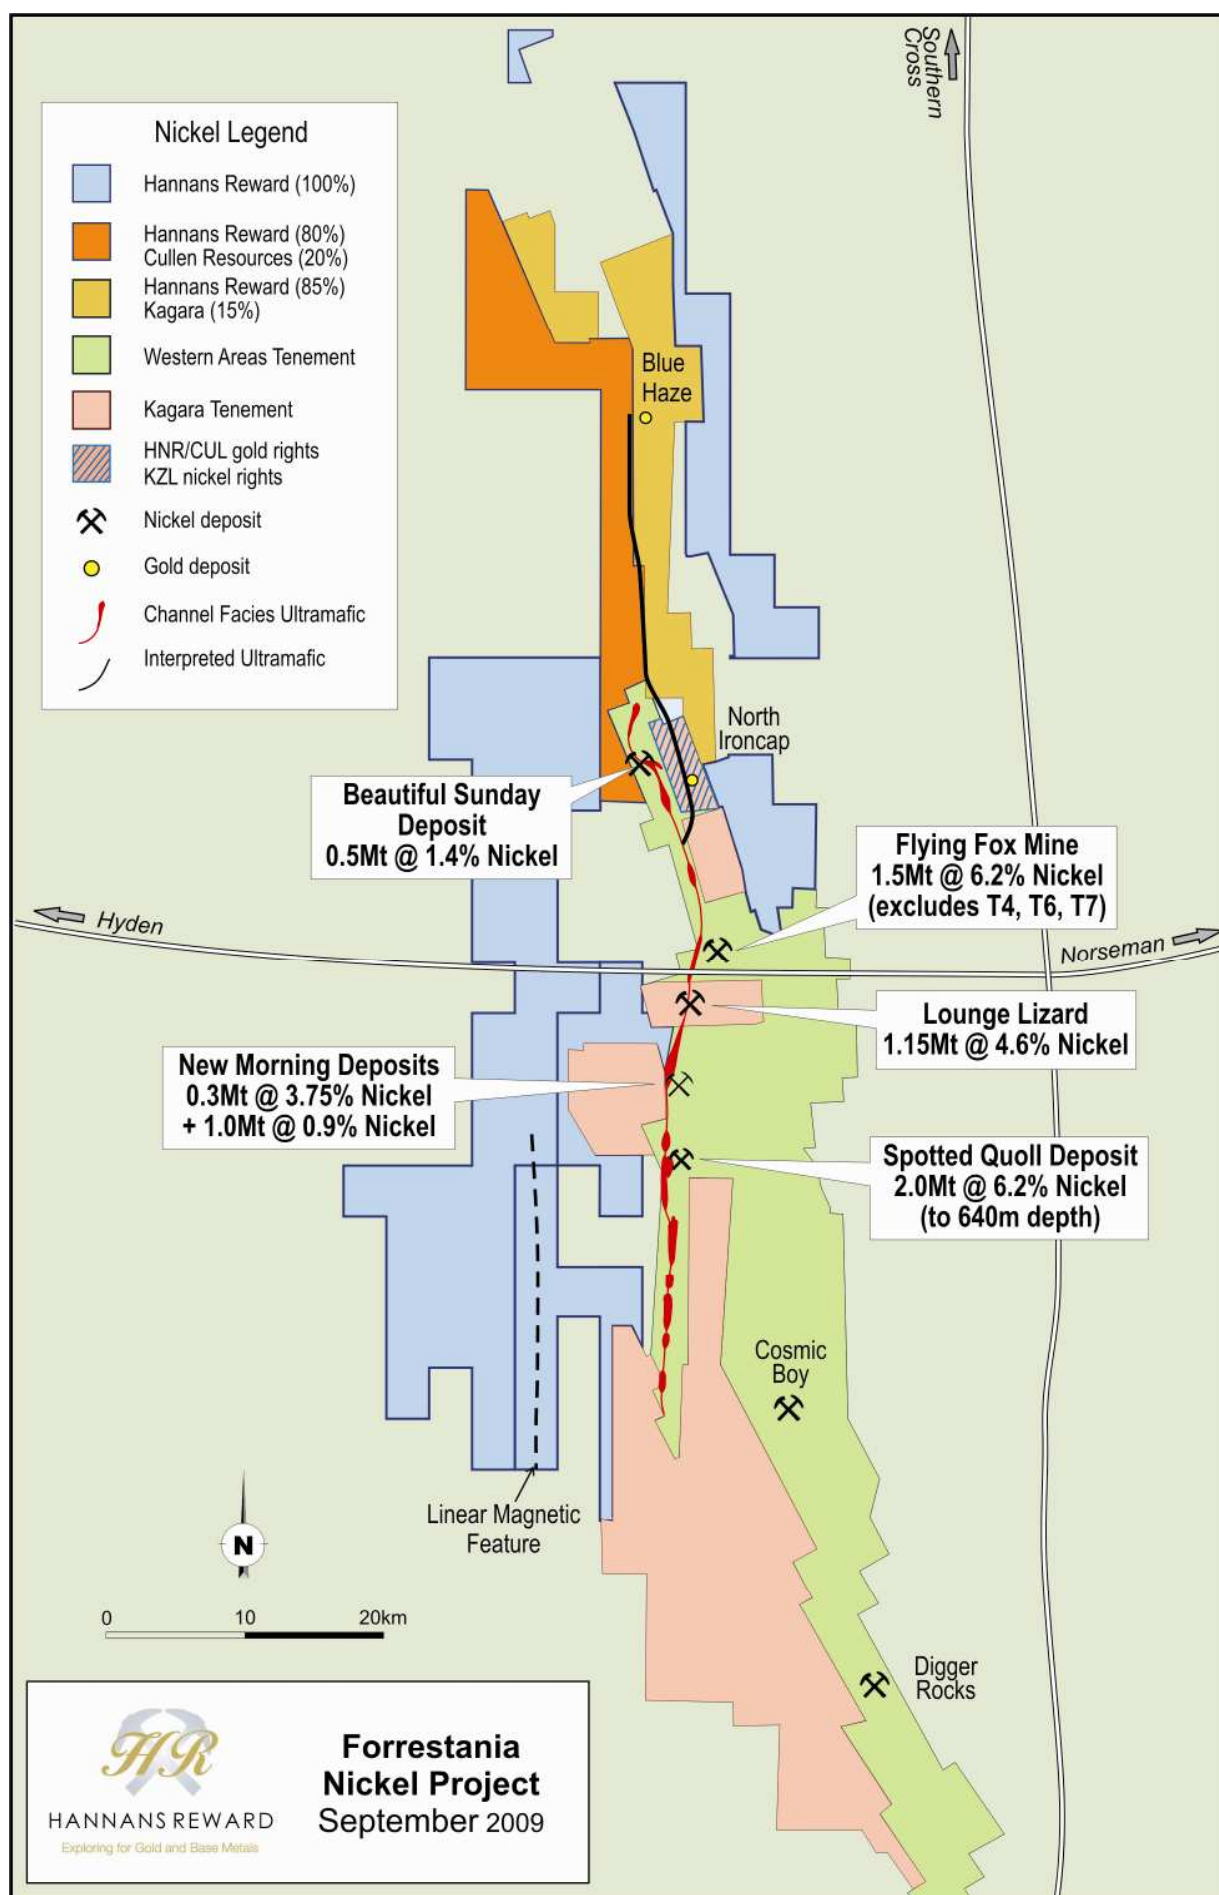 Southern
Cross
Nickel Legend
Hannans Reward (100%)
Hannans Reward (80%)
Cullen Resources (20%)
Hannans Reward (85%)
Kagara (15%)
Western Areas Tenement
Kagara Tenement
HNR/CUL gold rights
KZL nickel rights
Nickel deposit
Gold deposit
Channel Facies Ultramafic
Interpreted Ultramafic
Blue
Haze
North
Ironcap
Beautiful Sunday
Deposit
0.5Mt @ 1.4% Nickel
Flying Fox Mine
1.5Mt @ 6.2% Nickel
(excludes T4, T6, T7)
Hyden
Norseman
Lounge Lizard
1.15Mt @ 4.6% Nickel
New Morning Deposits
0.3Mt @ 3.75% Nickel
+ 1.0Mt @ 0.9% Nickel
Spotted Quoll Deposit
2.0Mt @ 6.2% Nickel
(to 640m depth)
Cosmic
Boy
Linear Magnetic
Feature
N
0 10 20km
Digger
Rocks
HR
HANNANS REWARD
Exploring for Gold and Base Metals
Forrestania
Nickel Project
September 2009